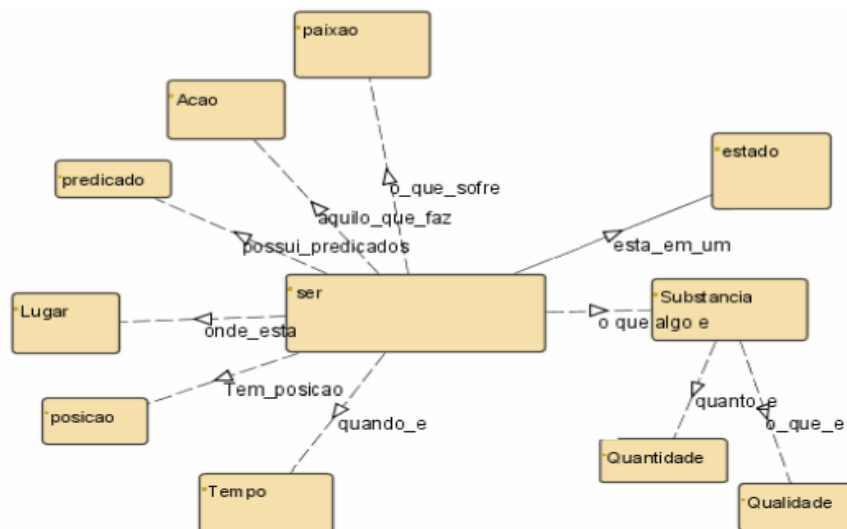 paixao
Acao
estado
predicado
o_que_sofre
aquilo_que_faz
possui_predicados
esta_em_um
ser
Substancia
Lugar
onde_esta
o que algo e
Tem_posicao
posicao
quando_e
quanto_e
o_que_e
Quantidade
Tempo
Qualidade